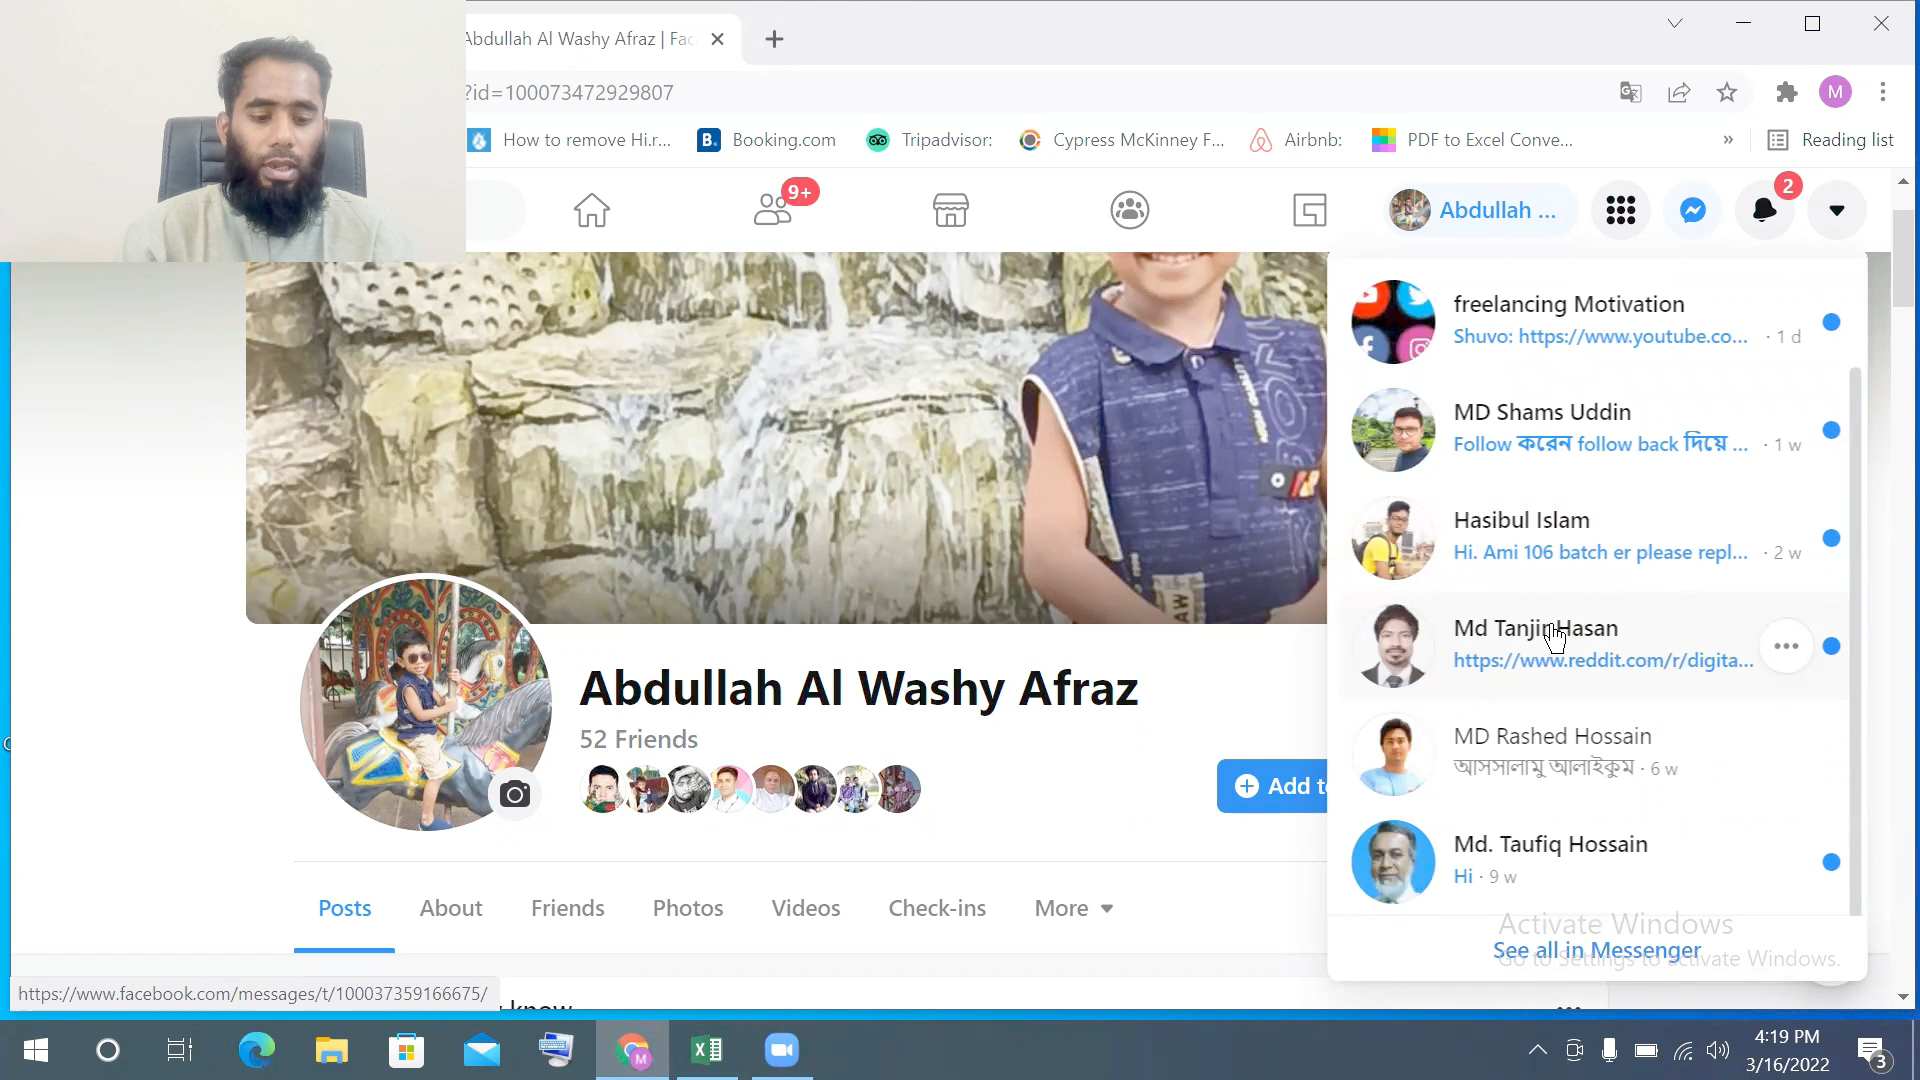 Abdullah Al Washy Afraz | Fac
?id=100073472929807
M
How to remove Hi.r...
B.
Booking.com
Tripadvisor:
Cypress McKinney F...
Airbnb:
PDF to Excel Conve...
»
Reading list
9+
Abdullah ...
2
freelancing Motivation
Shuvo: https://www.youtube.co... · 1 d
MD Shams Uddin
Follow করেন follow back দিয়ে ... · 1 w
Hasibul Islam
Hi. Ami 106 batch er please repl... · 2 w
Md Tanjir Hasan
https://www.reddit.com/r/digita...
MD Rashed Hossain
আসসালামু আলাইকুম · 6 w
Md. Taufiq Hossain
Hi · 9 w
See all in Messenger
Abdullah Al Washy Afraz
52 Friends
Add to
Posts
About
Friends
Photos
Videos
Check-ins
More
Activate Windows
Go to Settings to activate Windows.
know
https://www.facebook.com/messages/t/100037359166675/
4:19 PM
3/16/2022
3